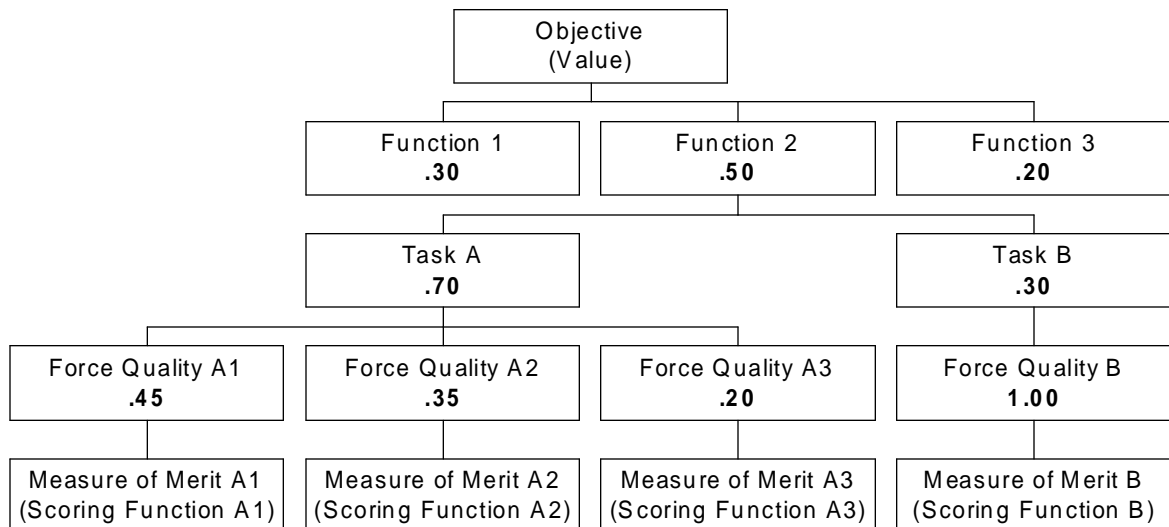 Objective
(Value)
Function 1
.30
Function 2
.50
Function 3
.20
Task A
.70
Task B
.30
Force Quality A1
.45
Force Quality A2
.35
Force Quality A3
.20
Force Quality B
1.00
Measure of Merit A1
(Scoring Function A1)
Measure of Merit A2
(Scoring Function A2)
Measure of Merit A3
(Scoring Function A3)
Measure of Merit B
(Scoring Function B)